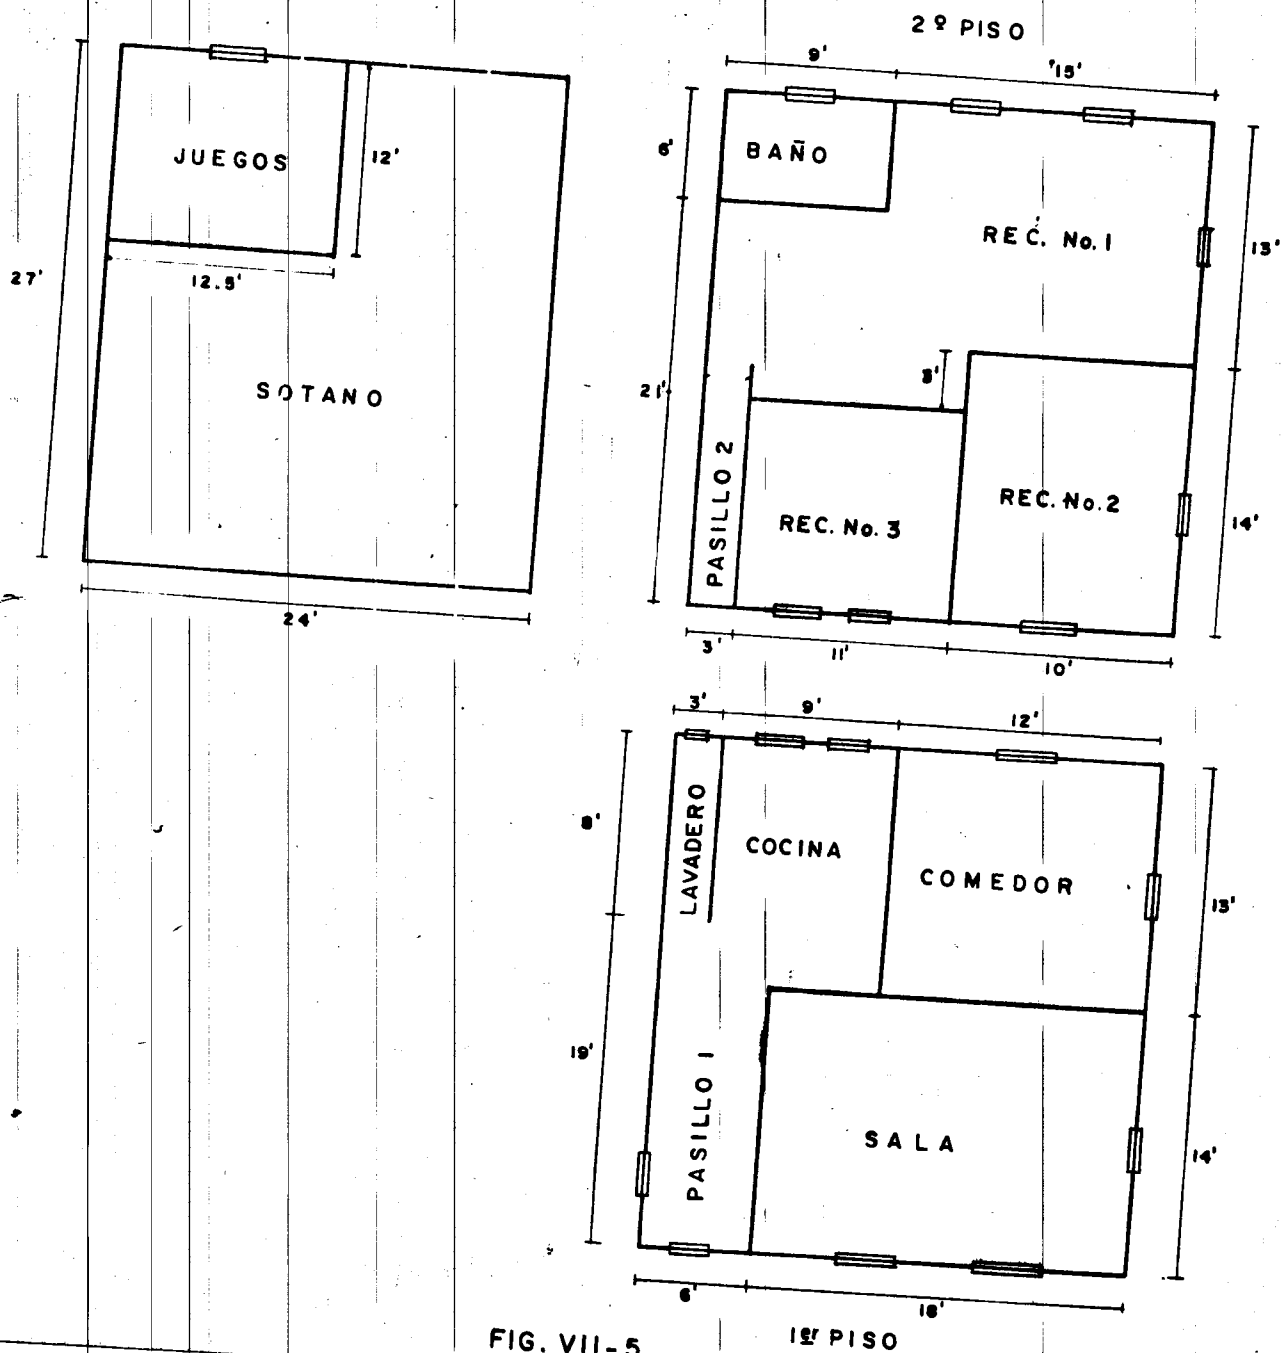 JUEGOS
12'
12.5'
27'
SOTANO
24'
2º PISO
9'
15'
6'
BAÑO
REC. No. 1
13'
3'
21'
PASILLO 2
REC. No. 3
REC. No. 2
14'
3'
11'
10'
3'
9'
12'
8'
LAVADERO
COCINA
COMEDOR
13'
19'
PASILLO 1
SALA
14'
6'
18'
1er PISO
FIG. VII-5